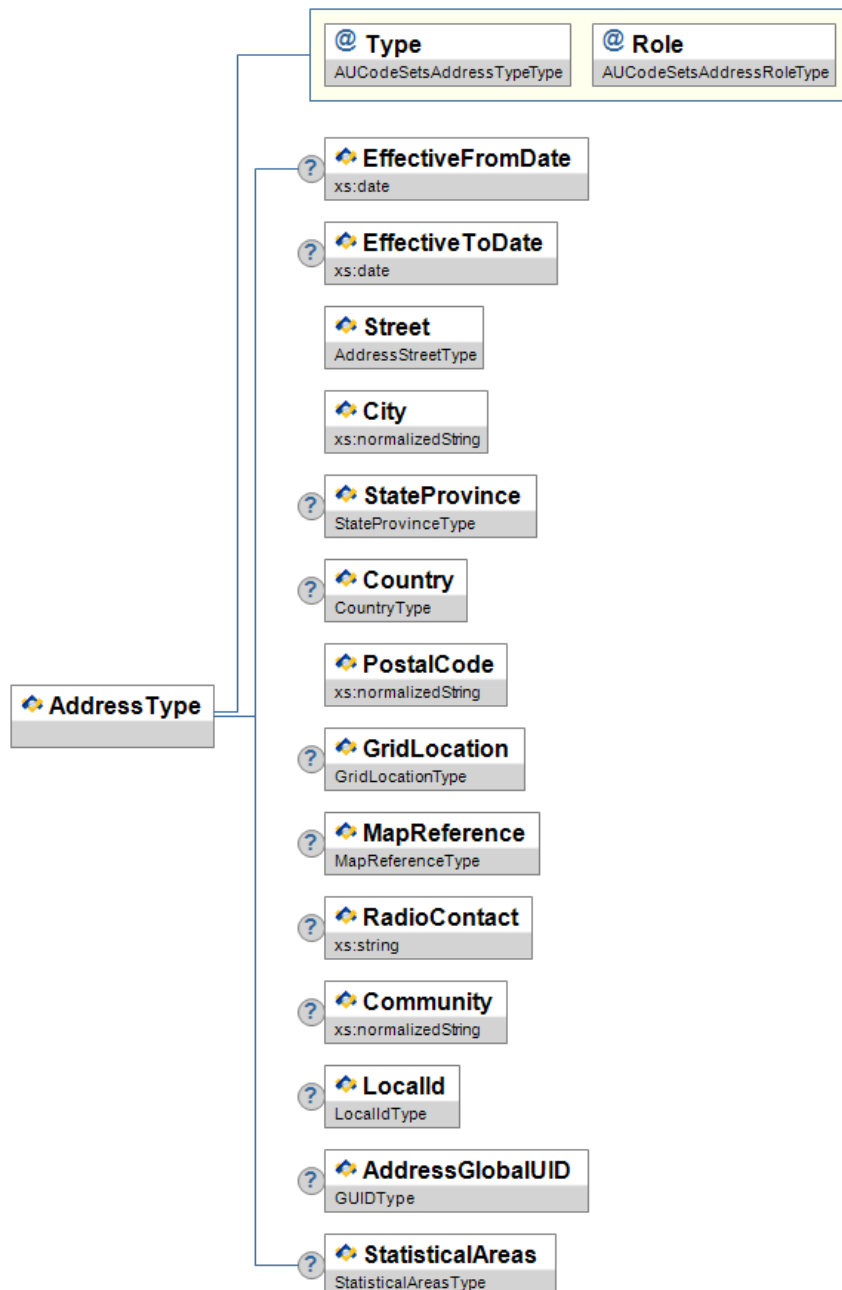 @ Type
AUCodeSetsAddressTypeType
@ Role
AUCodeSetsAddressRoleType
? EffectiveFromDate
xs:date
? EffectiveToDate
xs:date
Street
AddressStreetType
City
xs:normalizedString
? StateProvince
StateProvinceType
? Country
CountryType
PostalCode
xs:normalizedString
AddressType
? GridLocation
GridLocationType
? MapReference
MapReferenceType
? RadioContact
xs:string
? Community
xs:normalizedString
? LocalId
LocalIdType
? AddressGlobalUID
GUIDType
? StatisticalAreas
StatisticalAreasType